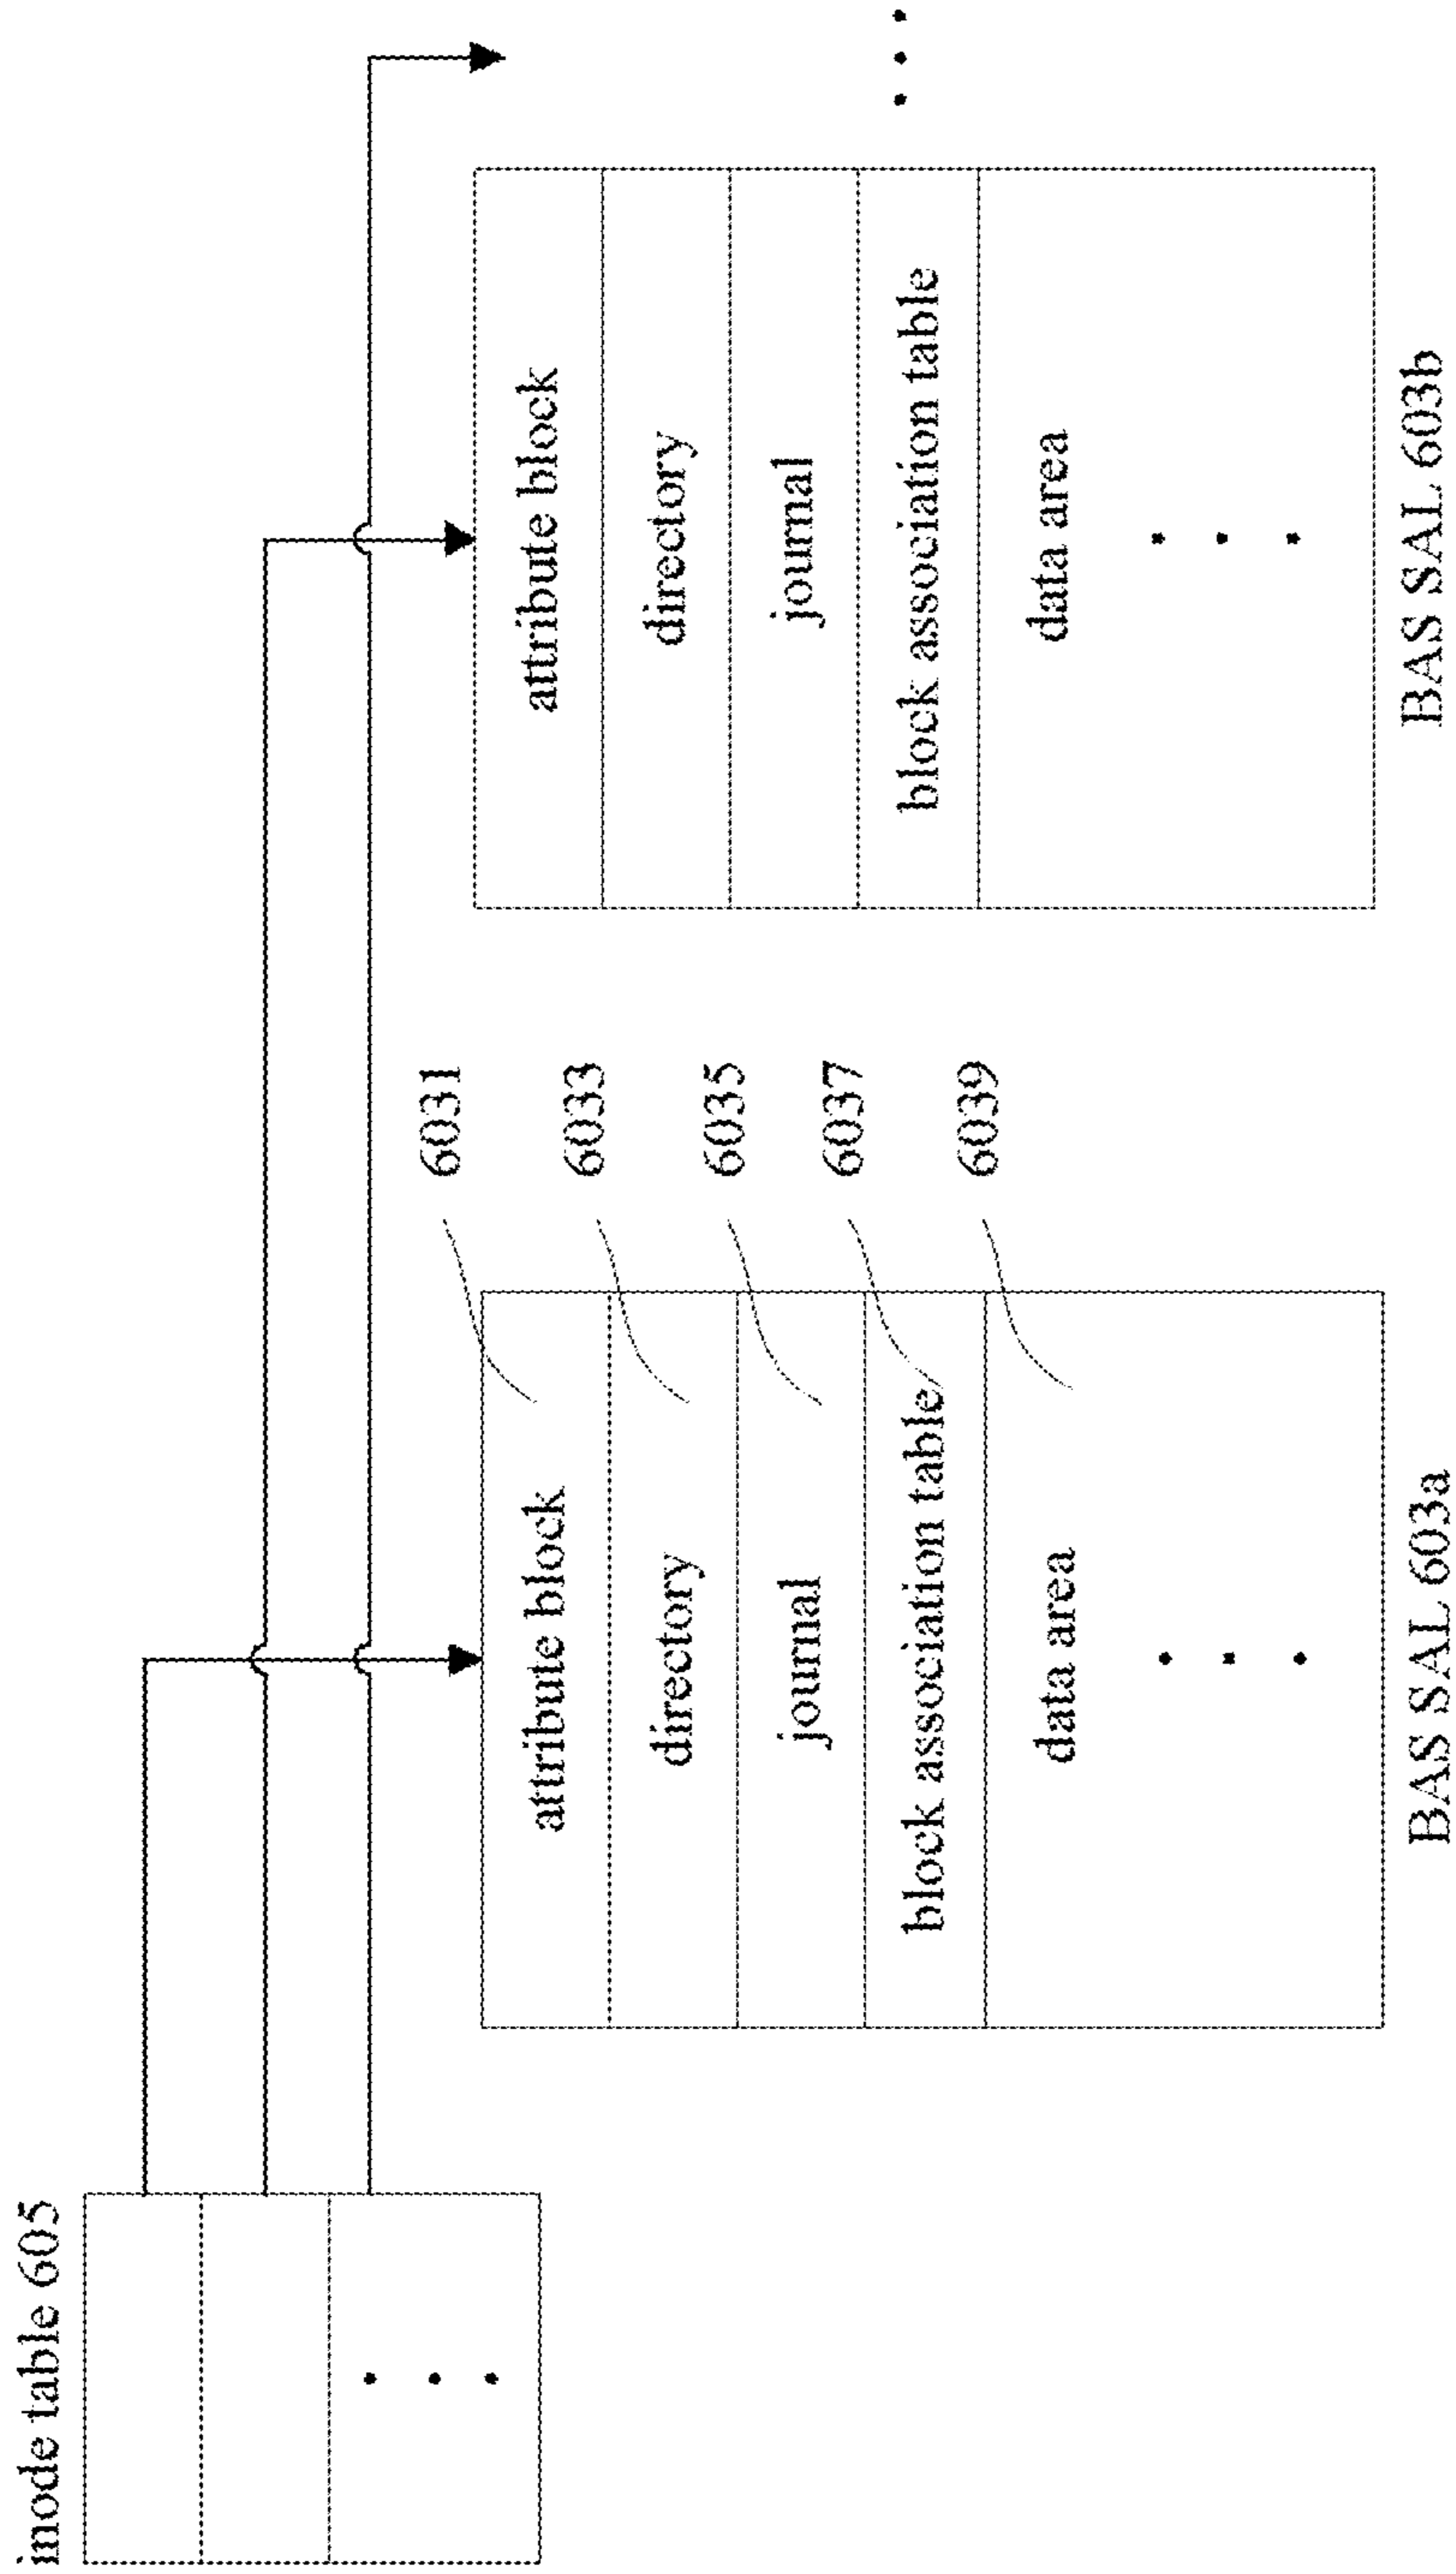 inode table 605
6031
6033
6035
6037
6039
attribute block
directory
journal
block association table
data area
BAS SAL 603a
attribute block
directory
journal
block association table
data area
BAS SAL 603b